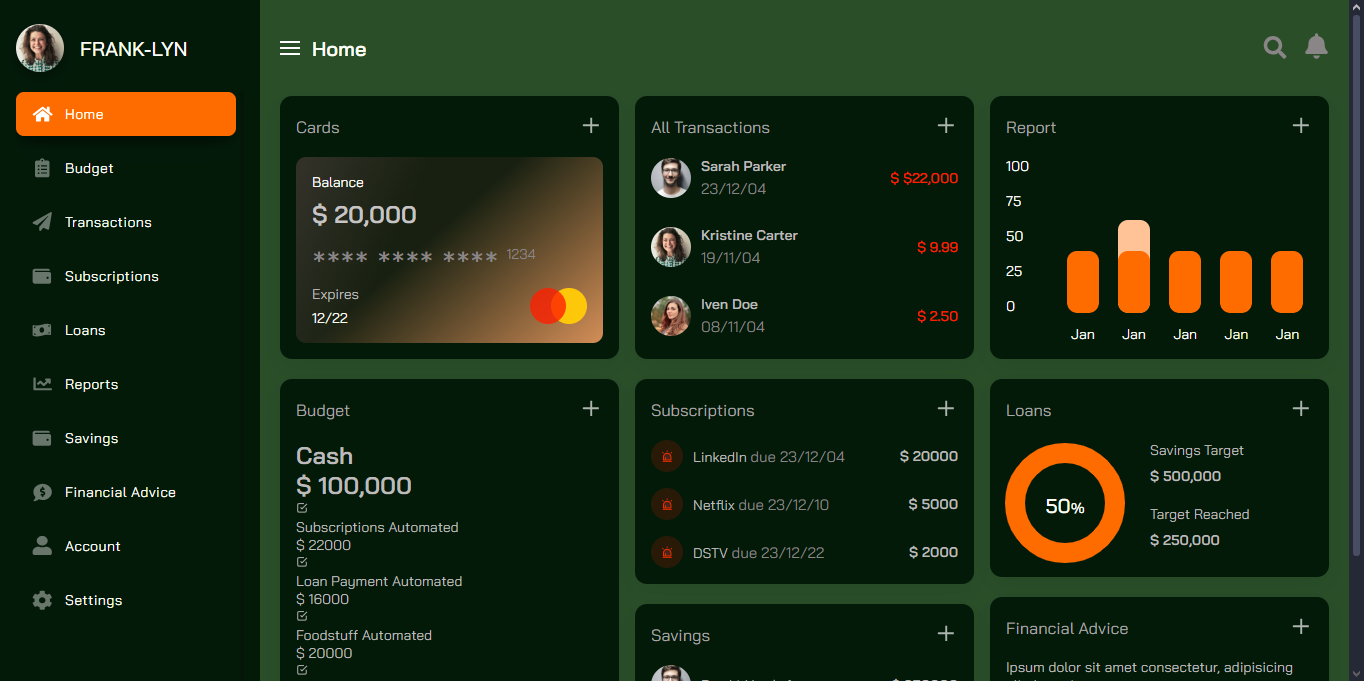 FRANK-LYN
Home
Budget
Transactions
Subscriptions
Loans
Reports
Savings
Financial Advice
Account
Settings
Home
Cards
Balance
$ 20,000
**** **** **** 1234
Expires
12/22
All Transactions
Sarah Parker
23/12/04
$ $22,000
Kristine Carter
19/11/04
$ 9.99
Iven Doe
08/11/04
$ 2.50
Report
100
75
50
25
0
Jan Jan Jan Jan Jan
Budget
Cash
$ 100,000
Subscriptions Automated
$ 22000
Loan Payment Automated
$ 16000
Foodstuff Automated
$ 20000
Subscriptions
LinkedIn due 23/12/04 $ 20000
Netflix due 23/12/10 $ 5000
DSTV due 23/12/22 $ 2000
Loans
50%
Savings Target
$ 500,000
Target Reached
$ 250,000
Savings
Financial Advice
Ipsum dolor sit amet consectetur, adipisicing